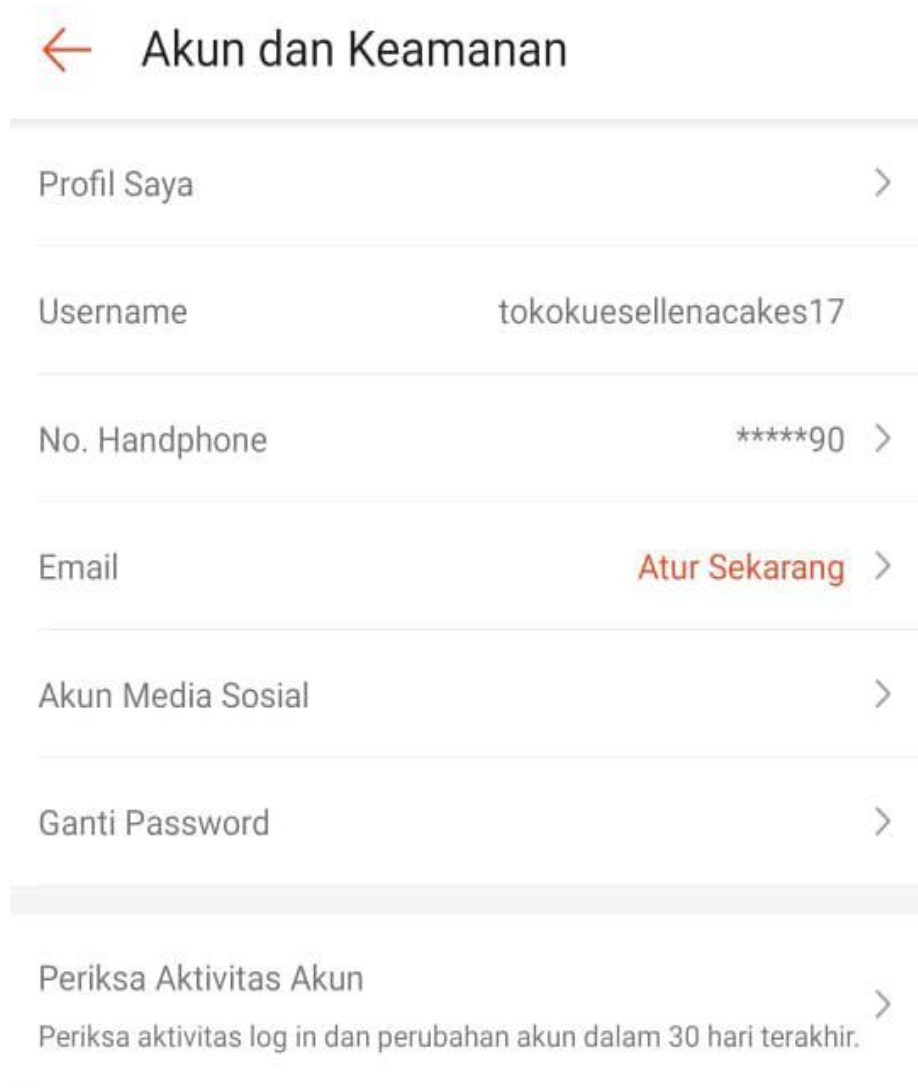 Akun dan Keamanan
Profil Saya
Username tokokuesellenacakes17
No. Handphone *****90
Email Atur Sekarang
Akun Media Sosial
Ganti Password
Periksa Aktivitas Akun
Periksa aktivitas log in dan perubahan akun dalam 30 hari terakhir.